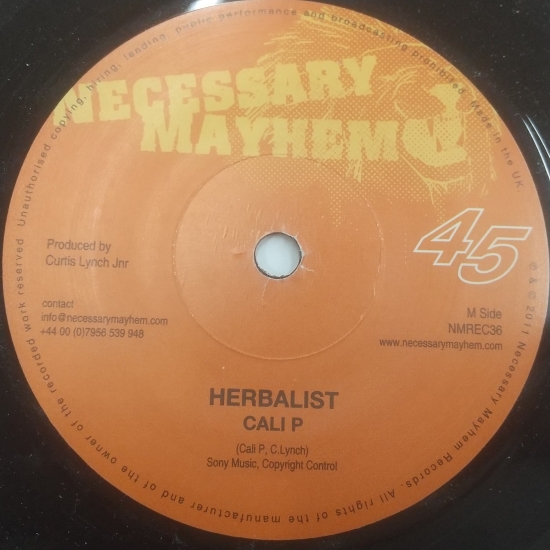 NECESSARY
MAYHEM
45
Produced by
Curtis Lynch Jnr
contact
info@necessarymayhem.com
+44 00 (0)7956 539 948
M Side
NMREC36
www.necessarymayhem.com
HERBALIST
CALI P
(Cali P, C.Lynch)
Sony Music, Copyright Control
℗ & © 2011 Necessary Mayhem Records. All rights of the manufacturer and of the owner of the recorded work reserved Unauthorised copying, hiring, lending, public performance and broadcasting prohibited. Made in the UK.